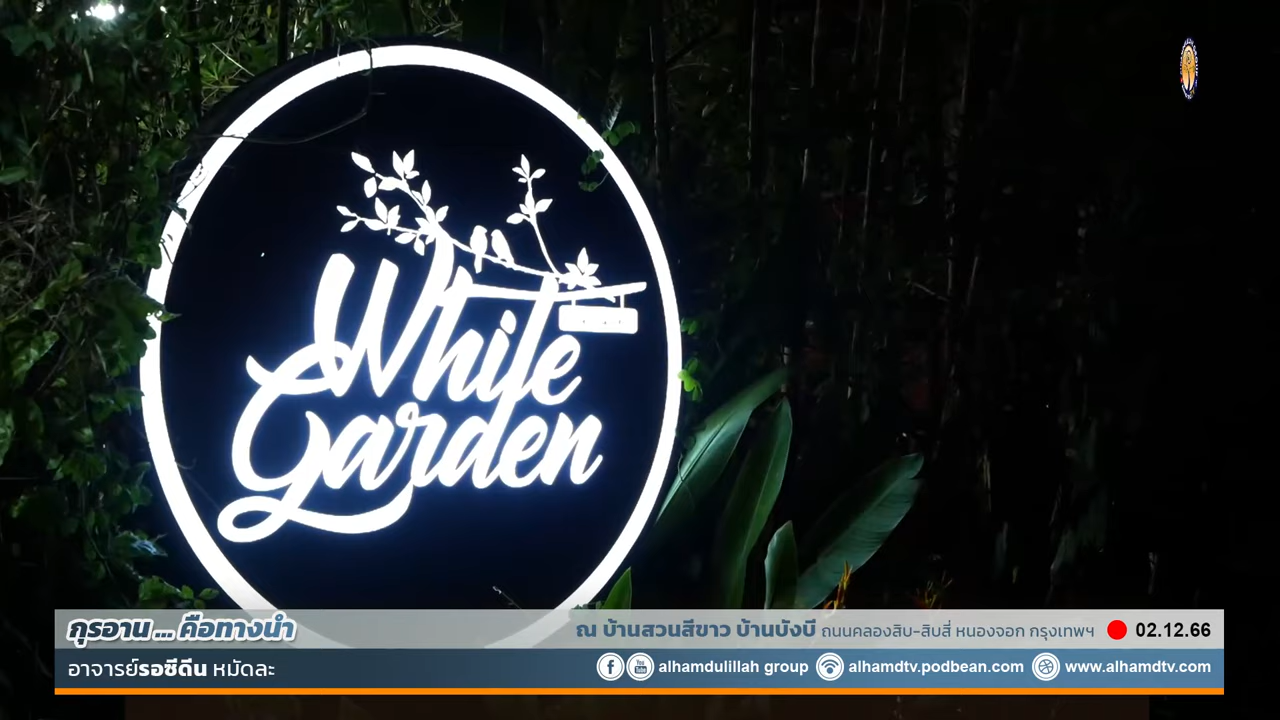 White
Garden
กุรอาน ... คือทางนำ
ณ บ้านสวนสีขาว บ้านบังบี ถนนคลองสิบ-สิบสี่ หนองจอก กรุงเทพฯ 02.12.66
อาจารย์รอซีดีน หมัดละ
alhamdulillah group alhamdtv.podbean.com www.alhamdtv.com